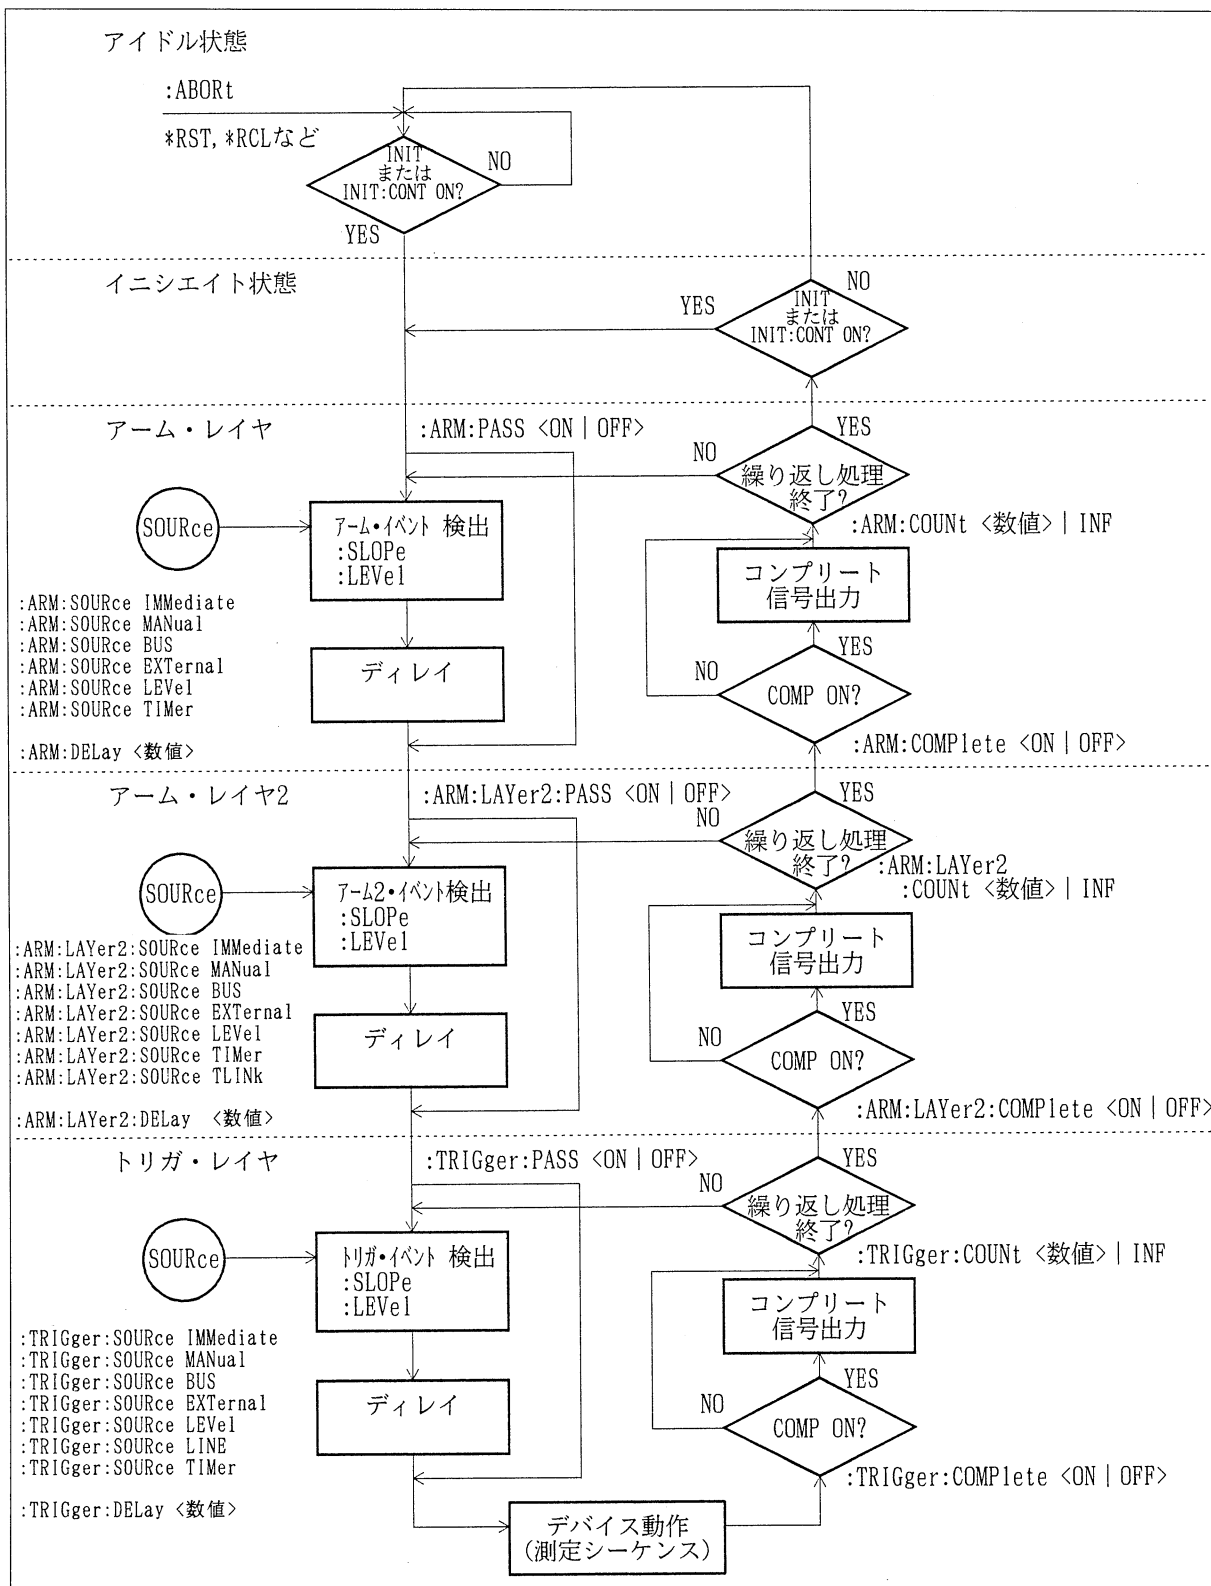 アイドル状態
:ABORt
*RST, *RCLなど
INIT
または
INIT:CONT ON?
NO
YES
イニシエイト状態
NO
YES
INIT
または
INIT:CONT ON?
アーム・レイヤ
:ARM:PASS <ON | OFF>
YES
NO
繰り返し処理
終了?
SOURce
アーム・イベント 検出
:SLOPe
:LEVel
:ARM:COUNt <数値> | INF
コンプリート
信号出力
:ARM:SOURce IMMediate
:ARM:SOURce MANual
:ARM:SOURce BUS
:ARM:SOURce EXTernal
:ARM:SOURce LEVel
:ARM:SOURce TIMer
ディレイ
YES
NO
COMP ON?
:ARM:DELay <数値>
:ARM:COMPlete <ON | OFF>
アーム・レイヤ2
:ARM:LAYer2:PASS <ON | OFF>
YES
NO
繰り返し処理
終了?
:ARM:LAYer2
:COUNt <数値> | INF
SOURce
アーム2・イベント検出
:SLOPe
:LEVel
コンプリート
信号出力
:ARM:LAYer2:SOURce IMMediate
:ARM:LAYer2:SOURce MANual
:ARM:LAYer2:SOURce BUS
:ARM:LAYer2:SOURce EXTernal
:ARM:LAYer2:SOURce LEVel
:ARM:LAYer2:SOURce TIMer
:ARM:LAYer2:SOURce TLINk
ディレイ
YES
NO
COMP ON?
:ARM:LAYer2:DELay <数値>
:ARM:LAYer2:COMPlete <ON | OFF>
トリガ・レイヤ
:TRIGger:PASS <ON | OFF>
YES
NO
繰り返し処理
終了?
SOURce
トリガ・イベント 検出
:SLOPe
:LEVel
:TRIGger:COUNt <数値> | INF
コンプリート
信号出力
:TRIGger:SOURce IMMediate
:TRIGger:SOURce MANual
:TRIGger:SOURce BUS
:TRIGger:SOURce EXTernal
:TRIGger:SOURce LEVel
:TRIGger:SOURce LINE
:TRIGger:SOURce TIMer
ディレイ
YES
NO
COMP ON?
:TRIGger:DELay <数値>
:TRIGger:COMPlete <ON | OFF>
デバイス動作
(測定シーケンス)